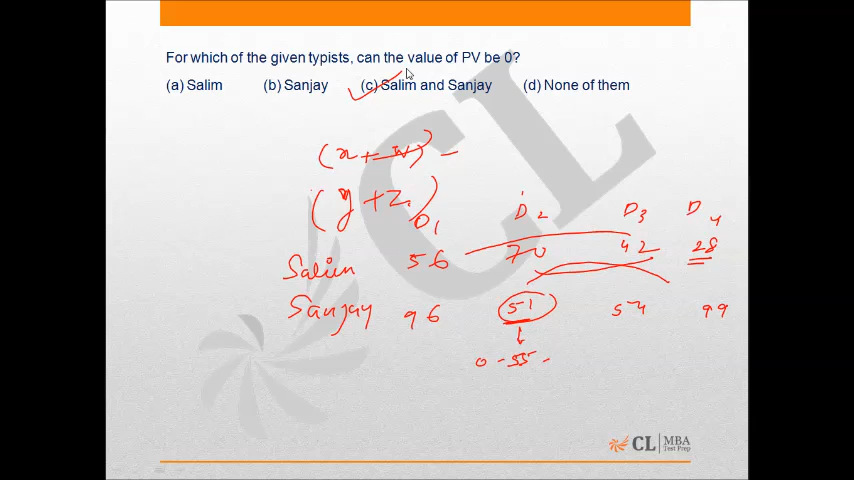 For which of the given typists, can the value of PV be 0?
(a) Salim (b) Sanjay (c) Salim and Sanjay (d) None of them
(x + w) -
(y + z)
D1 D2 D3 D4
Salim 56 70 42 28
Sanjay 96 51 54 99
0 - 55 -
CL MBA
Test Prep